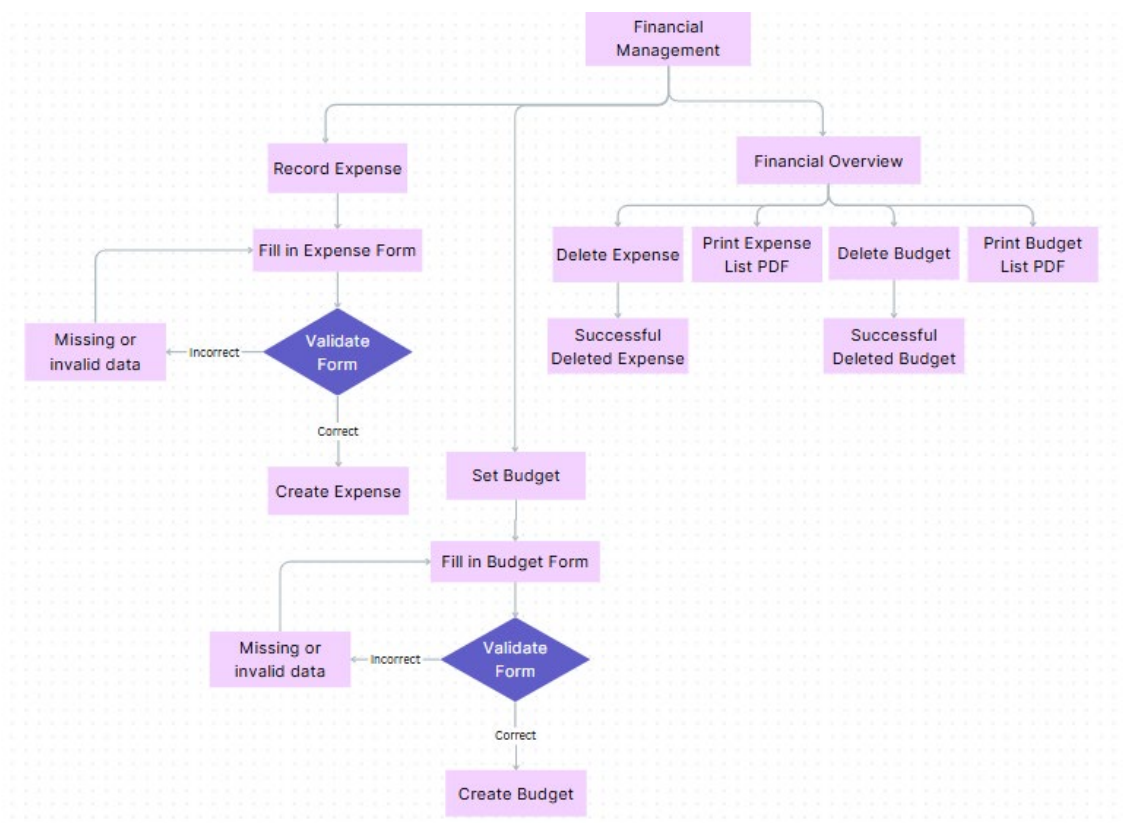 Financial
Management
Record Expense
Financial Overview
Fill in Expense Form
Delete Expense
Print Expense
List PDF
Delete Budget
Print Budget
List PDF
Missing or
invalid data
Incorrect
Validate
Form
Successful
Deleted Expense
Successful
Deleted Budget
Correct
Create Expense
Set Budget
Fill in Budget Form
Missing or
invalid data
Incorrect
Validate
Form
Correct
Create Budget